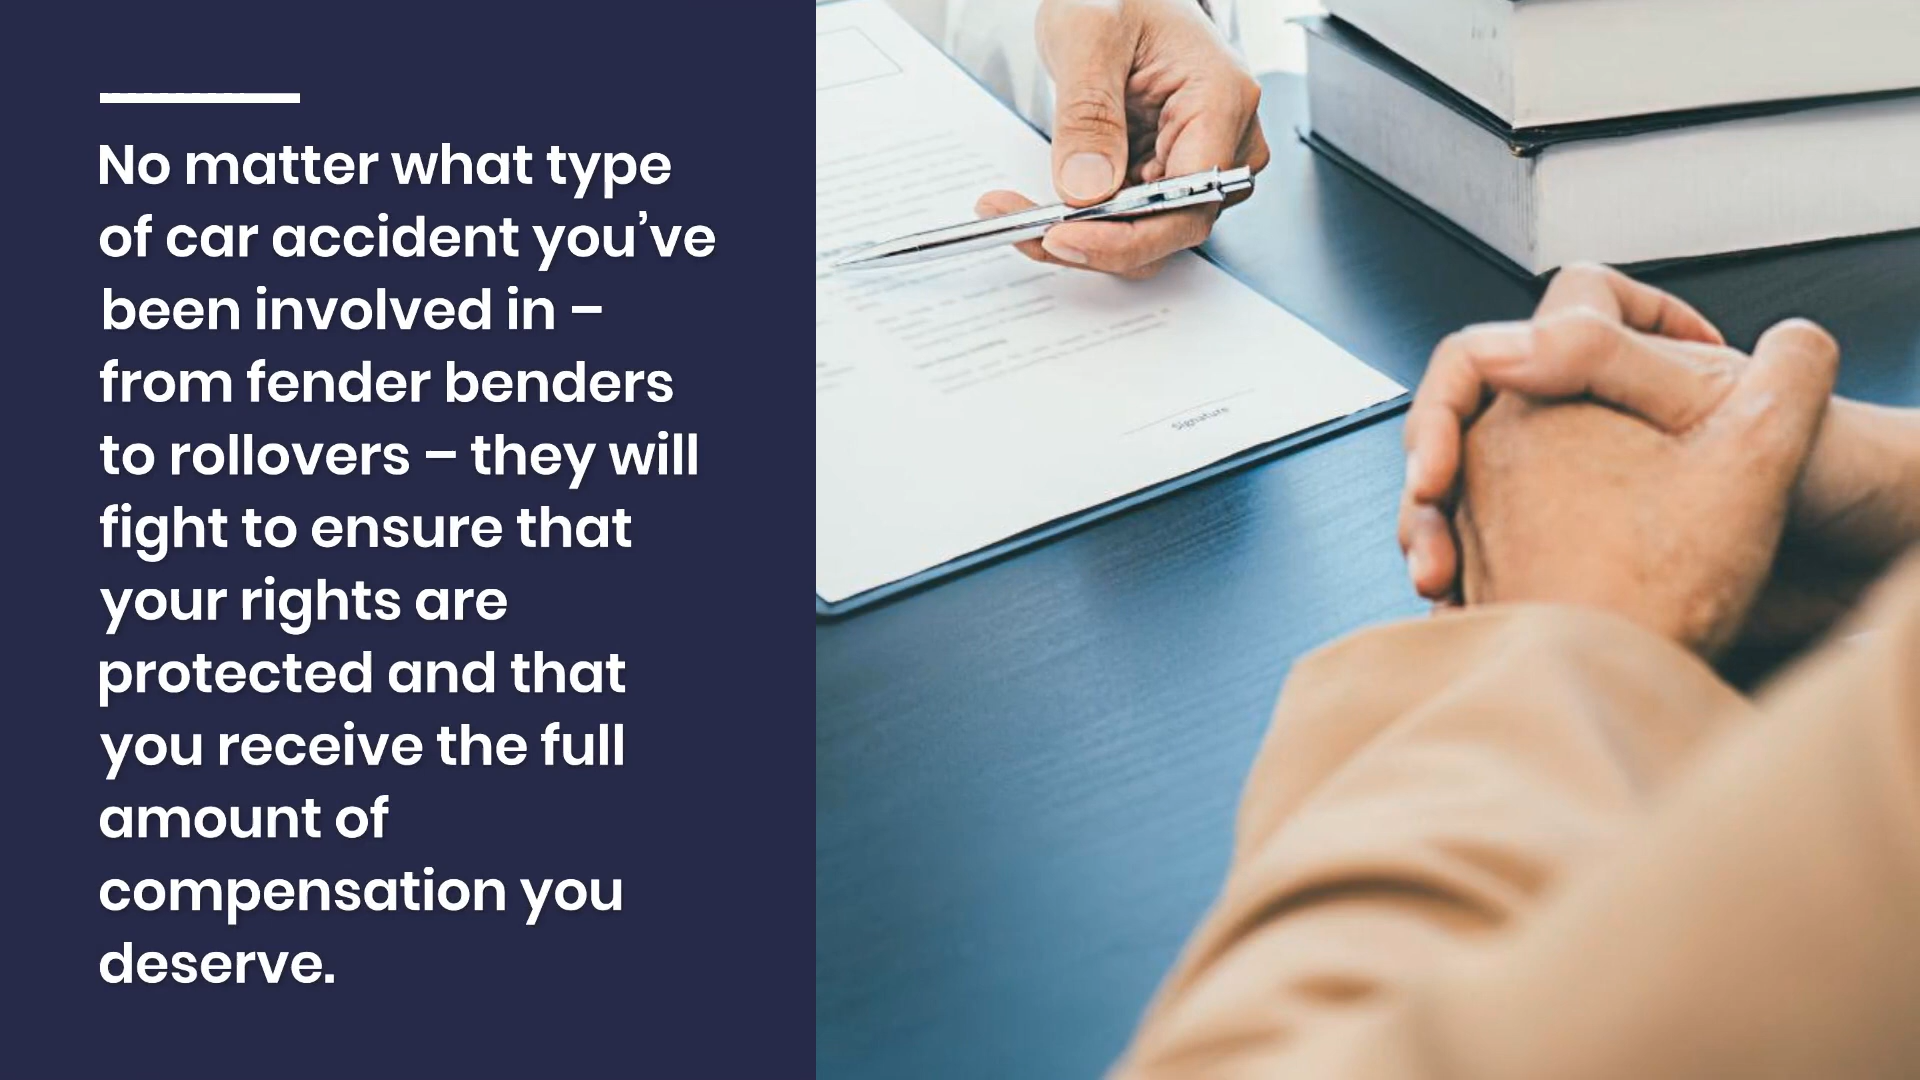 No matter what type
of car accident you’ve
been involved in –
from fender benders
to rollovers – they will
fight to ensure that
your rights are
protected and that
you receive the full
amount of
compensation you
deserve.
Signature